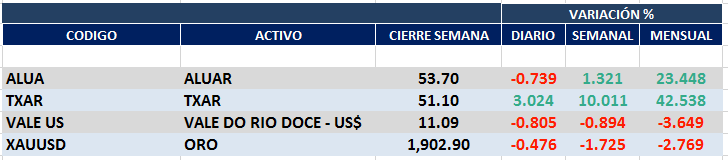 VARIACIÓN %
CODIGO ACTIVO CIERRE SEMANA DIARIO SEMANAL MENSUAL
ALUA ALUAR 53.70 -0.739 1.321 23.448
TXAR TXAR 51.10 3.024 10.011 42.538
VALE US VALE DO RIO DOCE - US$ 11.09 -0.805 -0.894 -3.649
XAUUSD ORO 1,902.90 -0.476 -1.725 -2.769